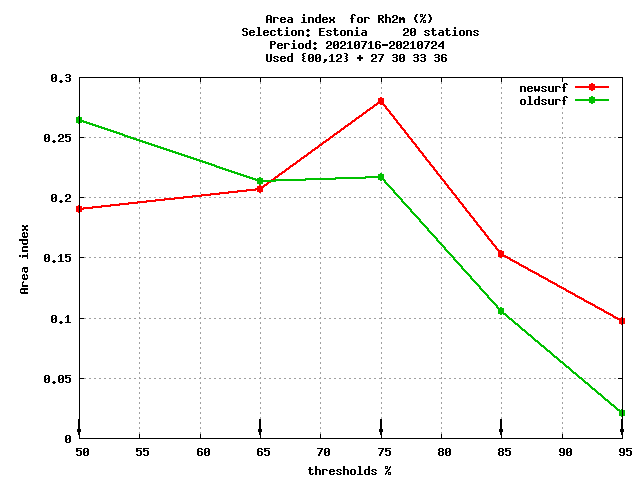 Area index  for Rh2m (%)
Selection: Estonia     20 stations
Period: 20210716-20210724
Used {00,12} + 27 30 33 36
newsurf
oldsurf
0.3
0.25
0.2
0.15
0.1
0.05
0
Area index
50 55 60 65 70 75 80 85 90 95
thresholds %